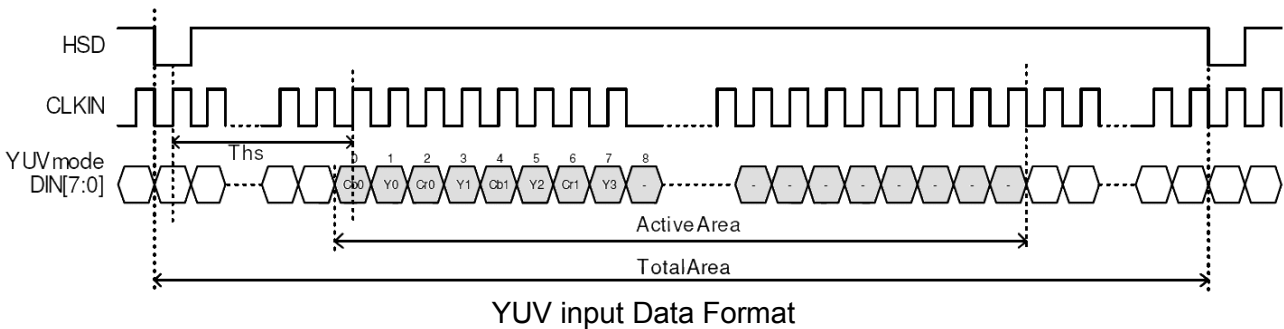 HSD
CLKIN
Ths
YUV mode
DIN[7:0]
0 1 2 3 4 5 6 7 8
Cb0 Y0 Cr0 Y1 Cb1 Y2 Cr1 Y3 - - - - - - - - -
ActiveArea
TotalArea
YUV input Data Format